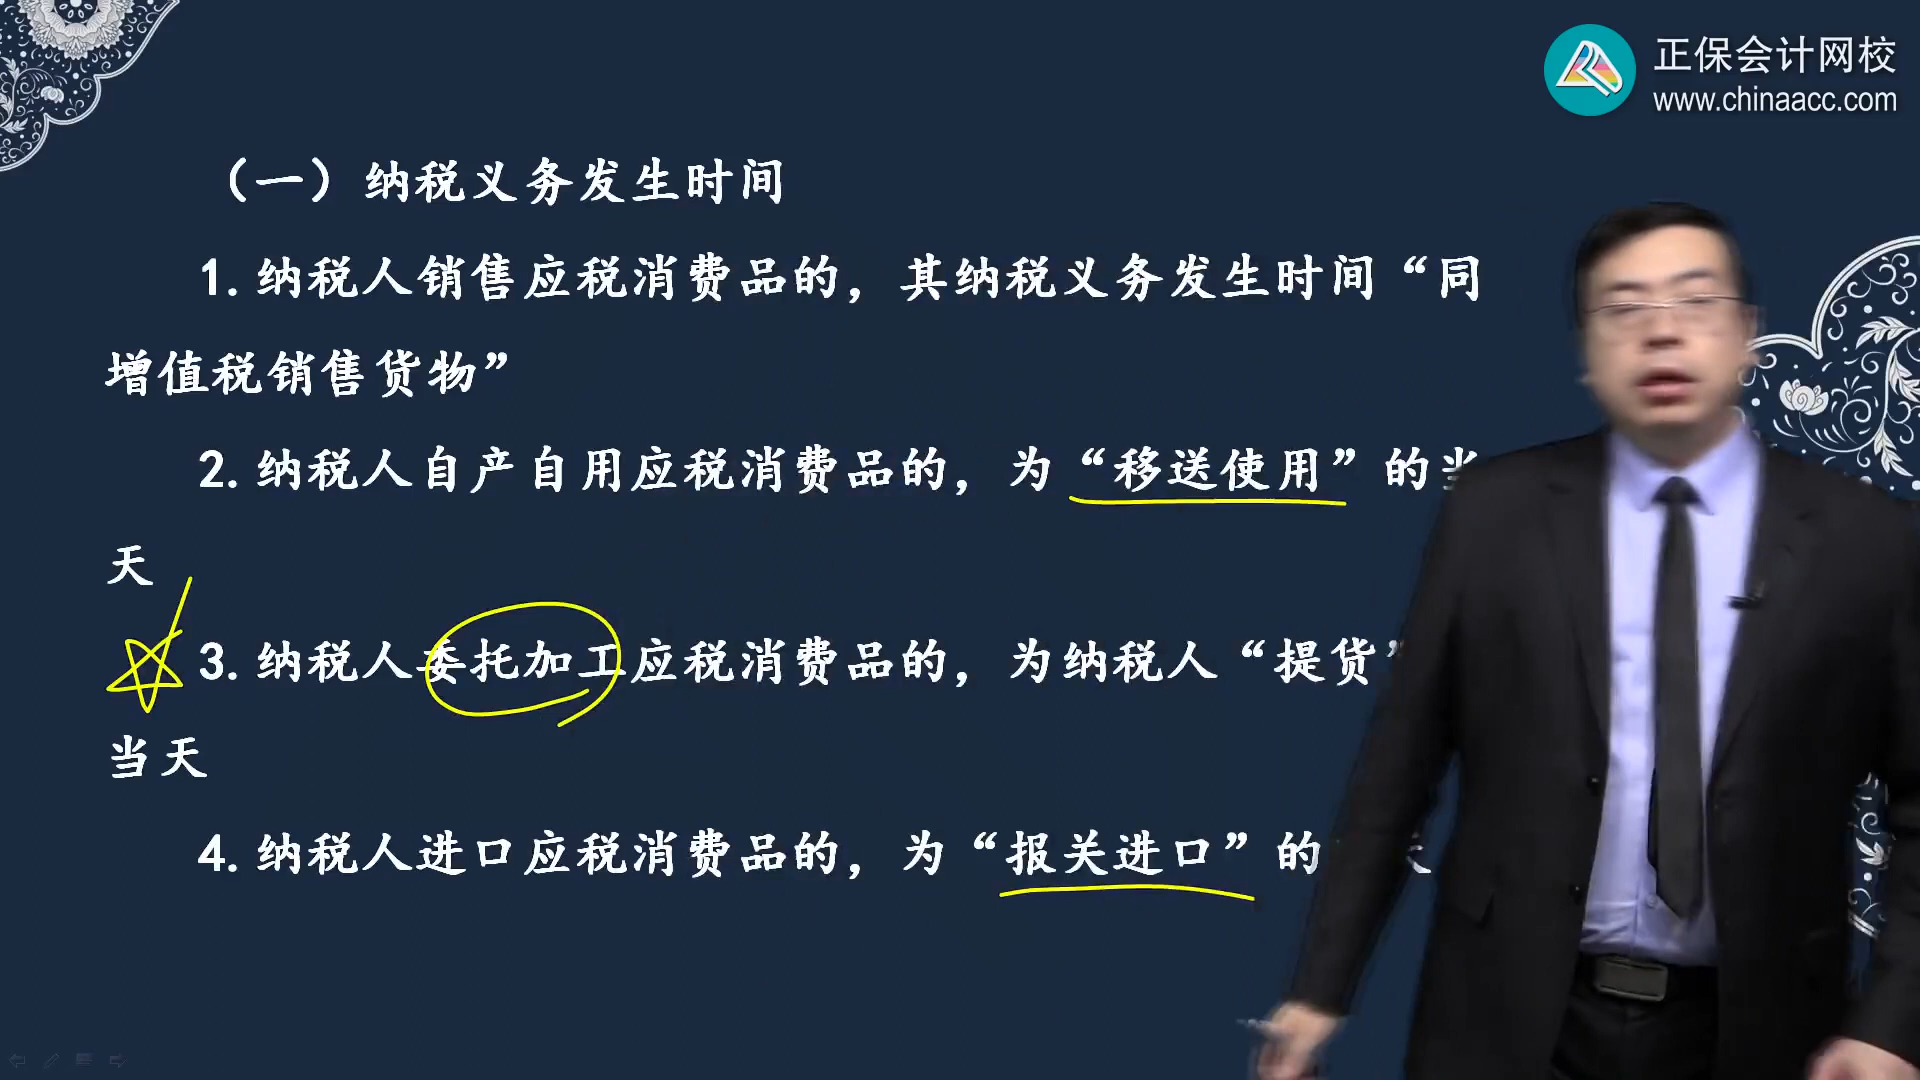 正保会计网校
www.chinaacc.com
（一）纳税义务发生时间
1.纳税人销售应税消费品的，其纳税义务发生时间“同
增值税销售货物”
2.纳税人自产自用应税消费品的，为“移送使用”的当
天
3.纳税人委托加工应税消费品的，为纳税人“提货”
当天
4.纳税人进口应税消费品的，为“报关进口”的